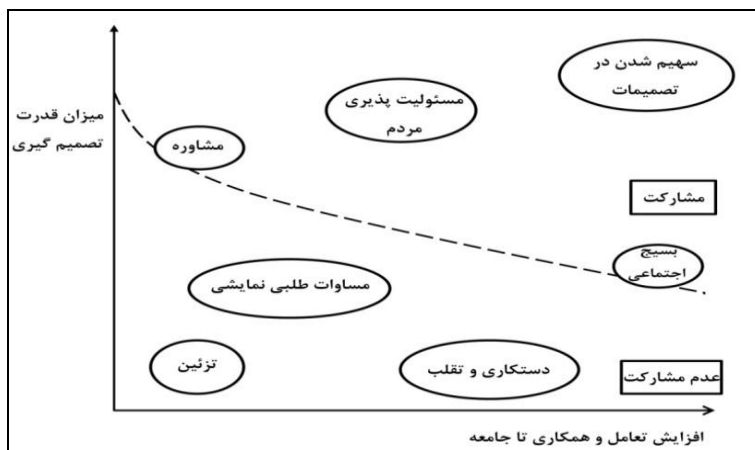 سهیم شدن در
تصمیمات
مسئولیت پذیری
مردم
میزان قدرت
تصمیم گیری
مشاوره
مشارکت
بسیج
اجتماعی
مساوات طلبی نمایشی
تزئین
دستکاری و تقلب
عدم مشارکت
افزایش تعامل و همکاری تا جامعه